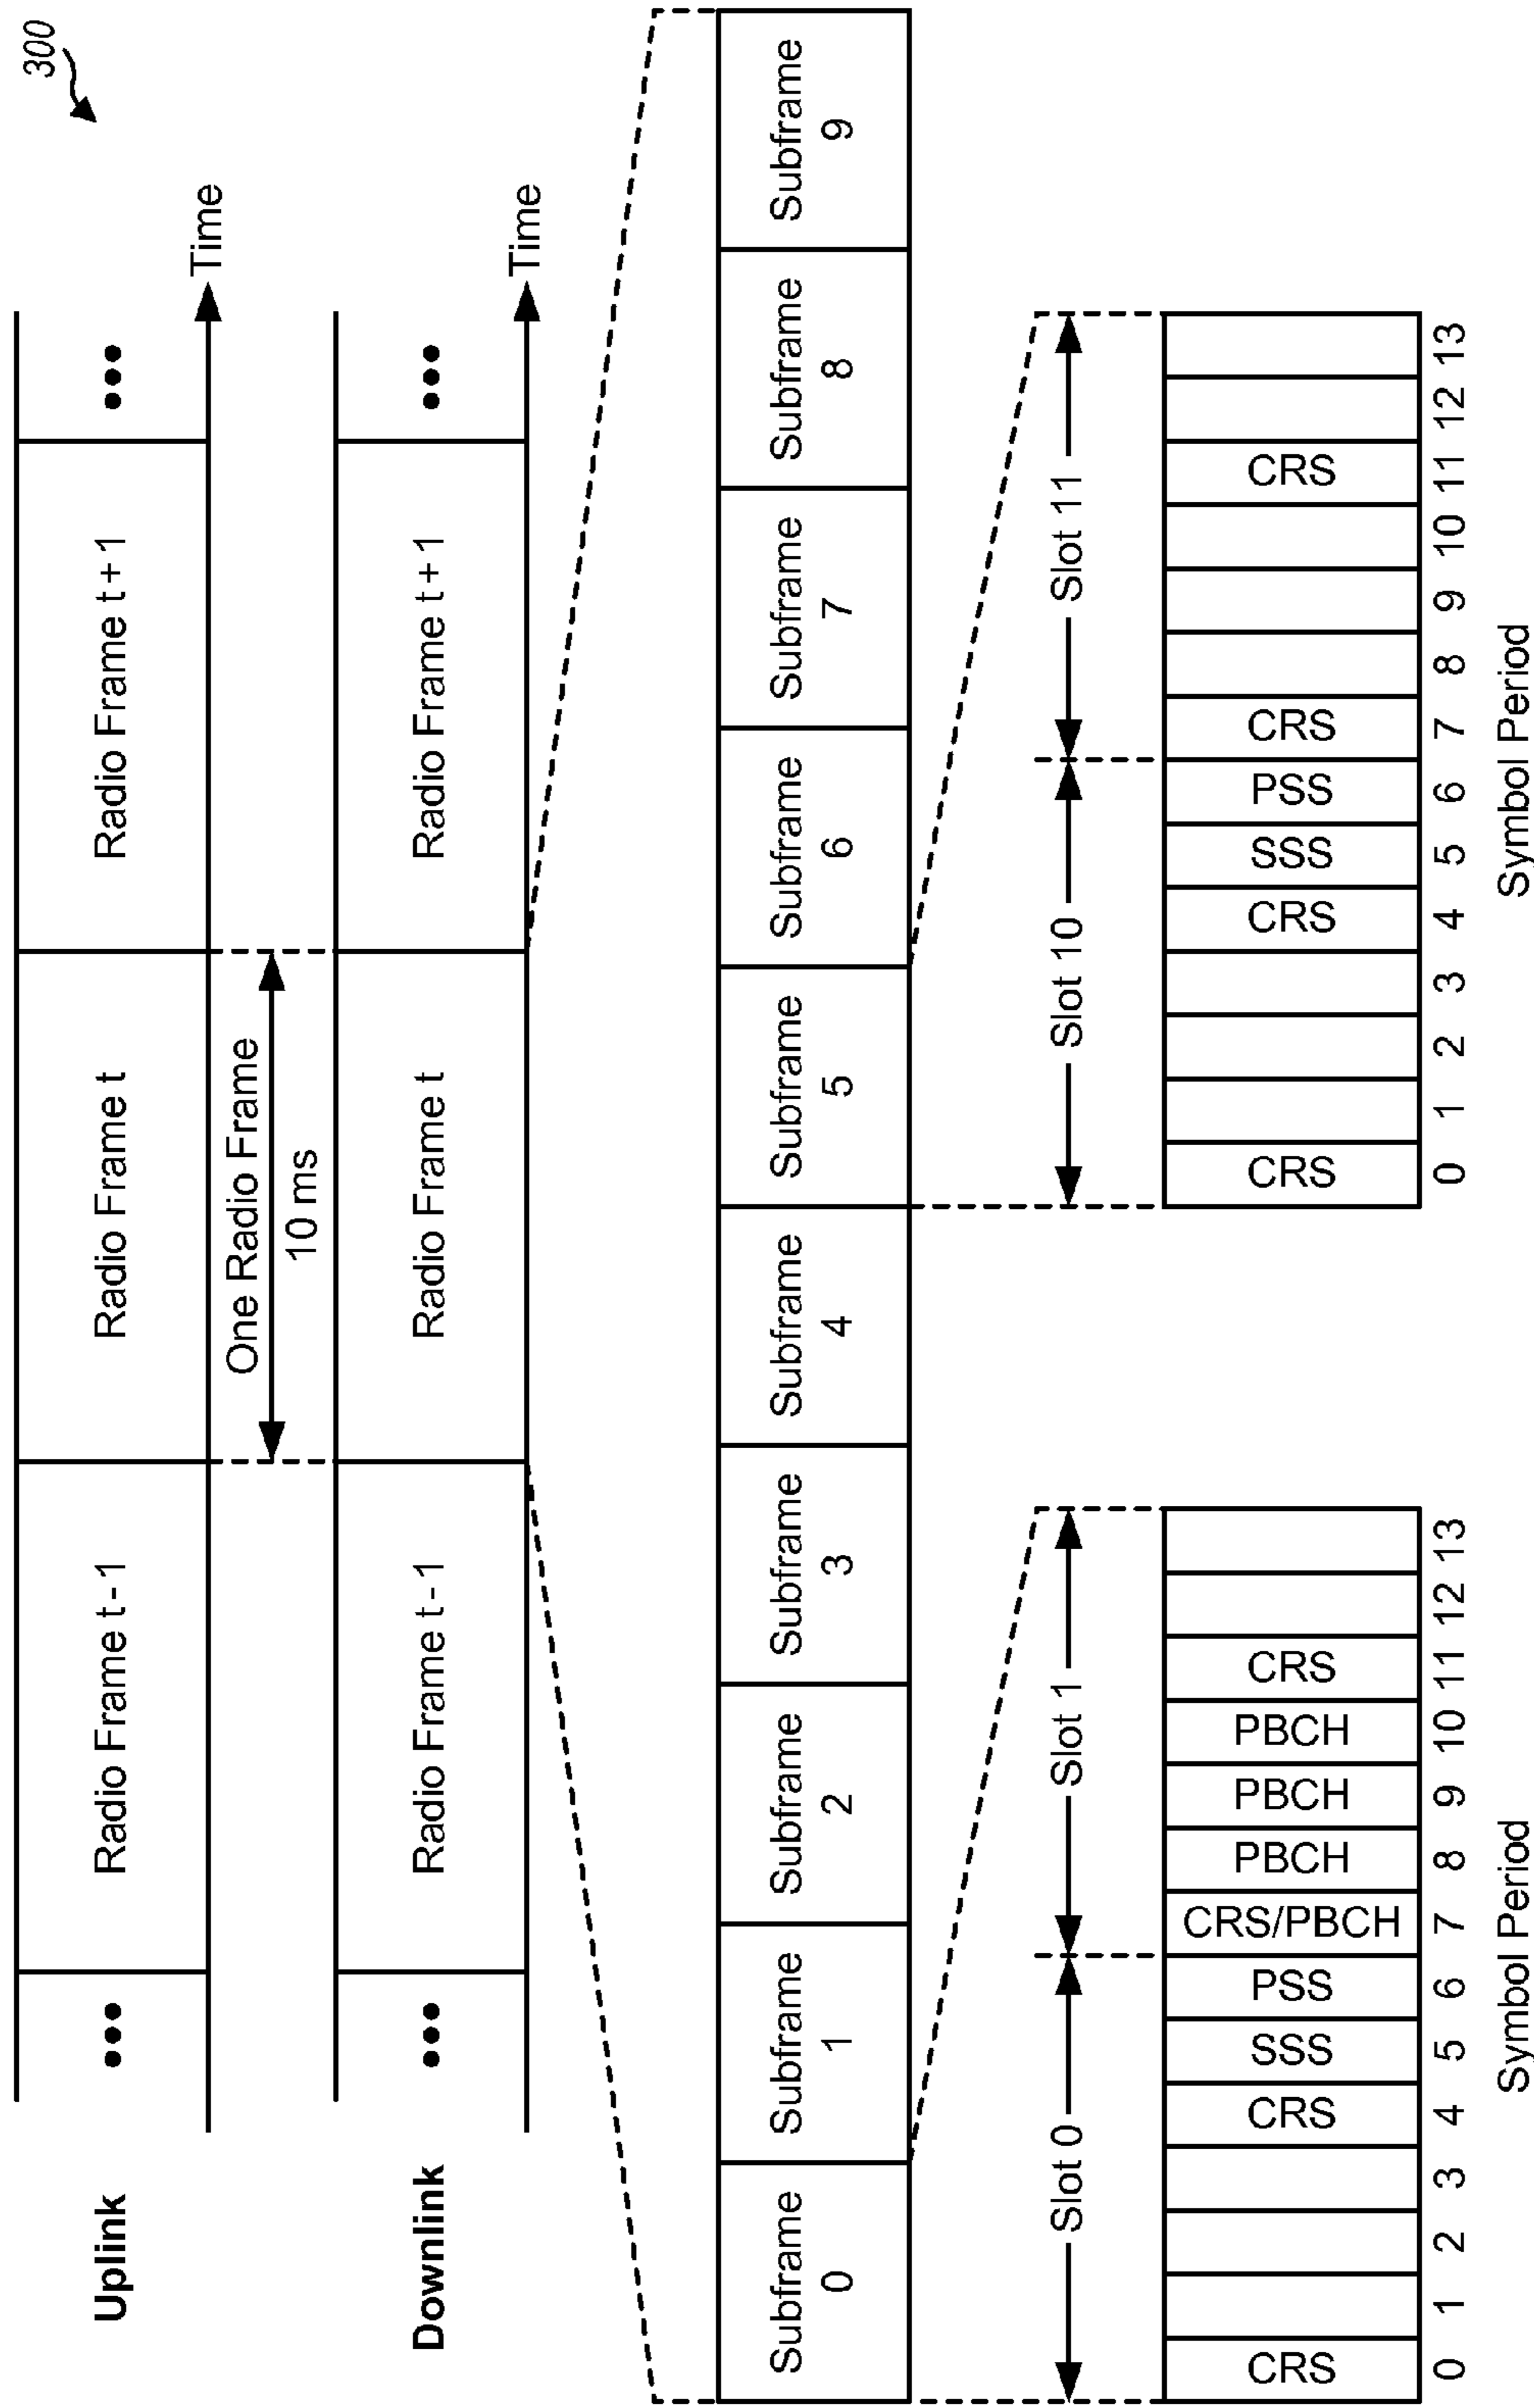 300
Uplink
•••
Radio Frame t-1
Radio Frame t
Radio Frame t+1
•••
Time
One Radio Frame
10 ms
Downlink
•••
Radio Frame t-1
Radio Frame t
Radio Frame t+1
•••
Time
Subframe
0
Subframe
1
Subframe
2
Subframe
3
Subframe
4
Subframe
5
Subframe
6
Subframe
7
Subframe
8
Subframe
9
Slot 0
Slot 1
CRS
CRS
SSS
PSS
CRS/PBCH
PBCH
PBCH
PBCH
CRS
0 1 2 3 4 5 6 7 8 9 10 11 12 13
Symbol Period
Slot 10
Slot 11
CRS
CRS
SSS
PSS
CRS
CRS
0 1 2 3 4 5 6 7 8 9 10 11 12 13
Symbol Period